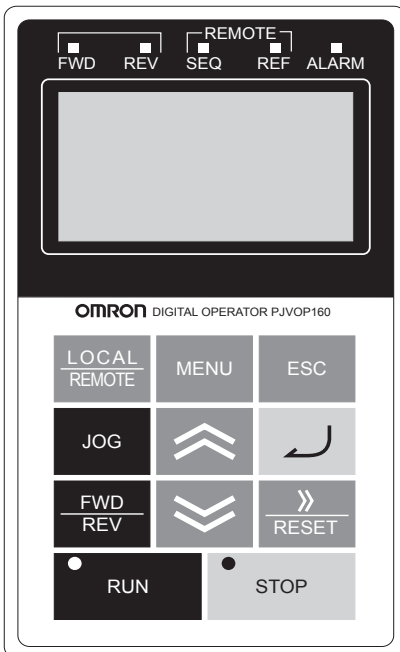 REMOTE
FWD REV SEQ REF ALARM
OMRON DIGITAL OPERATOR PJVOP160
LOCAL
REMOTE
MENU
ESC
JOG
FWD
REV
RESET
RUN
STOP